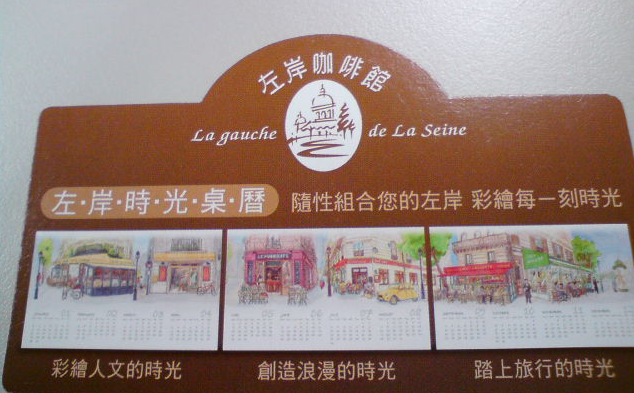 左岸咖啡館
La gauche de La Seine
左·岸·時·光·桌·曆
隨性組合您的左岸 彩繪每一刻時光
彩繪人文的時光 創造浪漫的時光 踏上旅行的時光